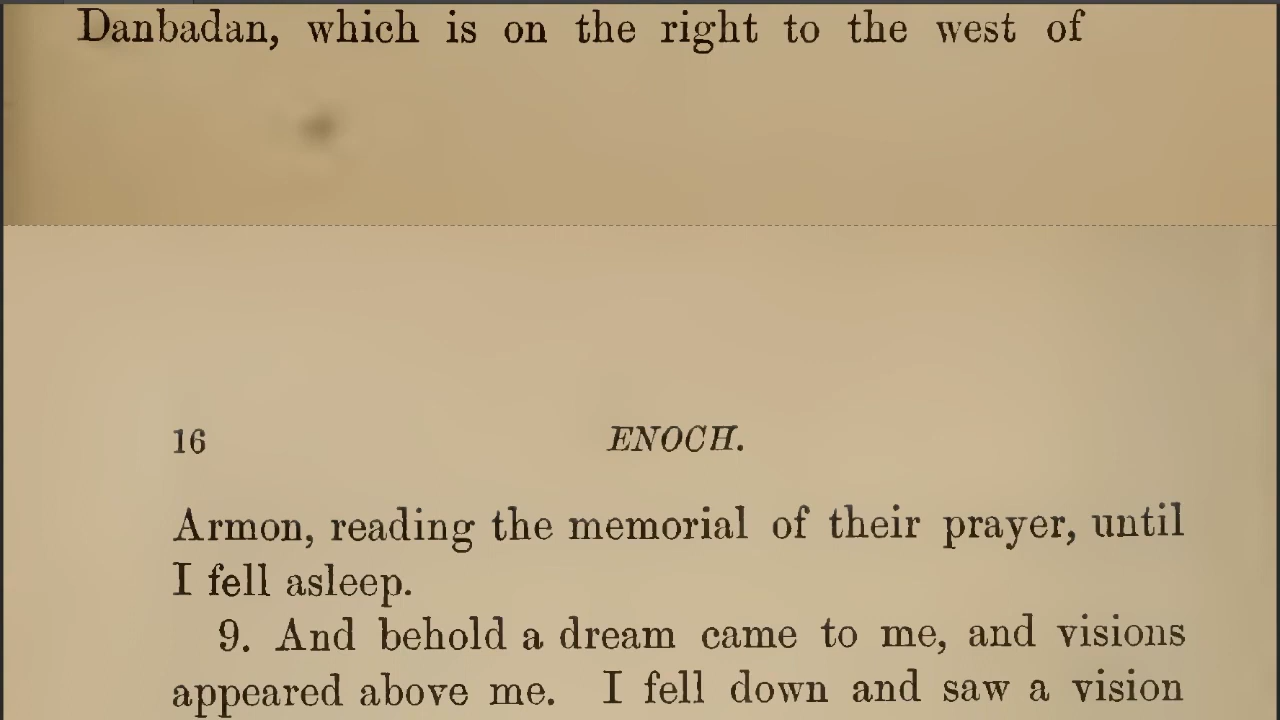 Danbadan, which is on the right to the west of
16 ENOCH.
Armon, reading the memorial of their prayer, until
I fell asleep.
9. And behold a dream came to me, and visions
appeared above me. I fell down and saw a vision